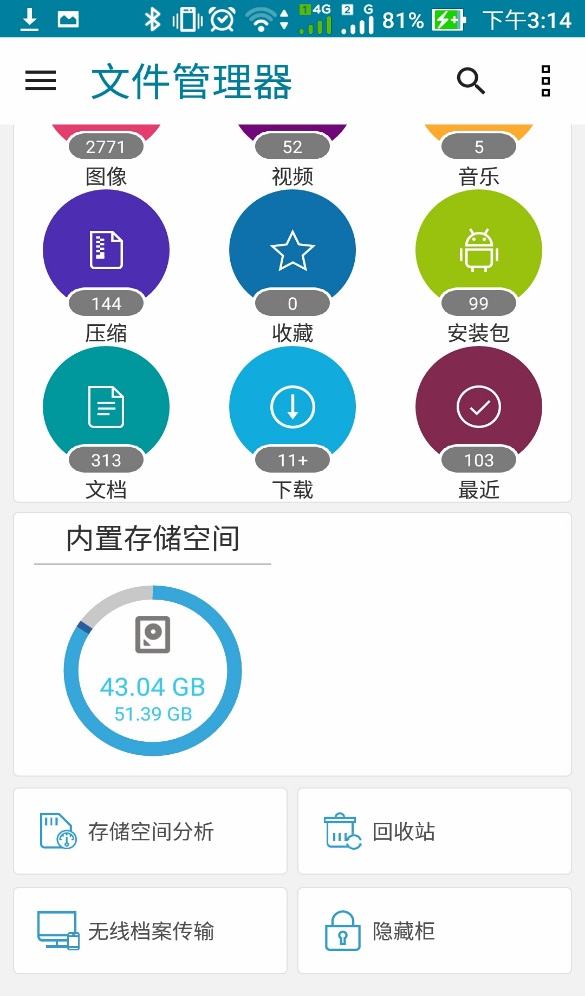 1 4G 2 G 81% 下午3:14
文件管理器
2771 52 5
图像 视频 音乐
144 0 99
压缩 收藏 安装包
313 11+ 103
文档 下载 最近
内置存储空间
43.04 GB
51.39 GB
存储空间分析 回收站
无线档案传输 隐藏柜